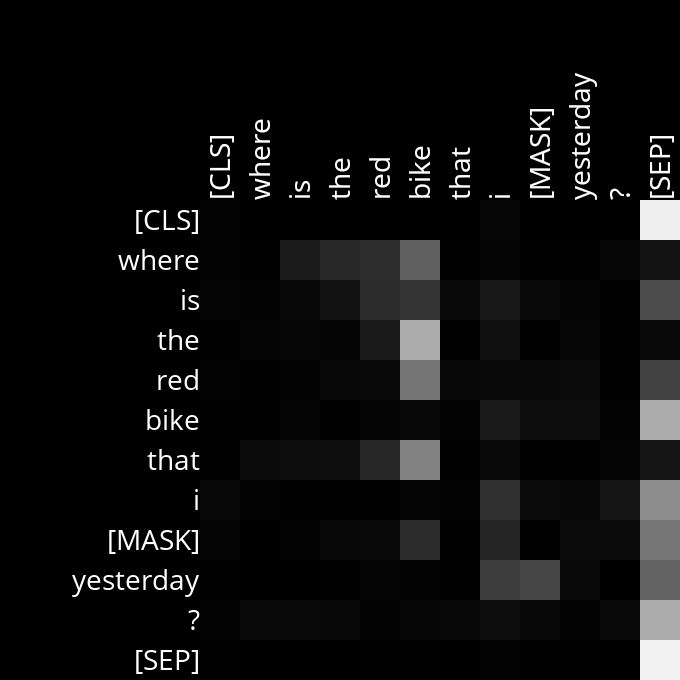 [CLS]
where
is
the
red
bike
that
i
[MASK]
yesterday
?
[SEP]
[CLS]
where
is
the
red
bike
that
i
[MASK]
yesterday
?
[SEP]